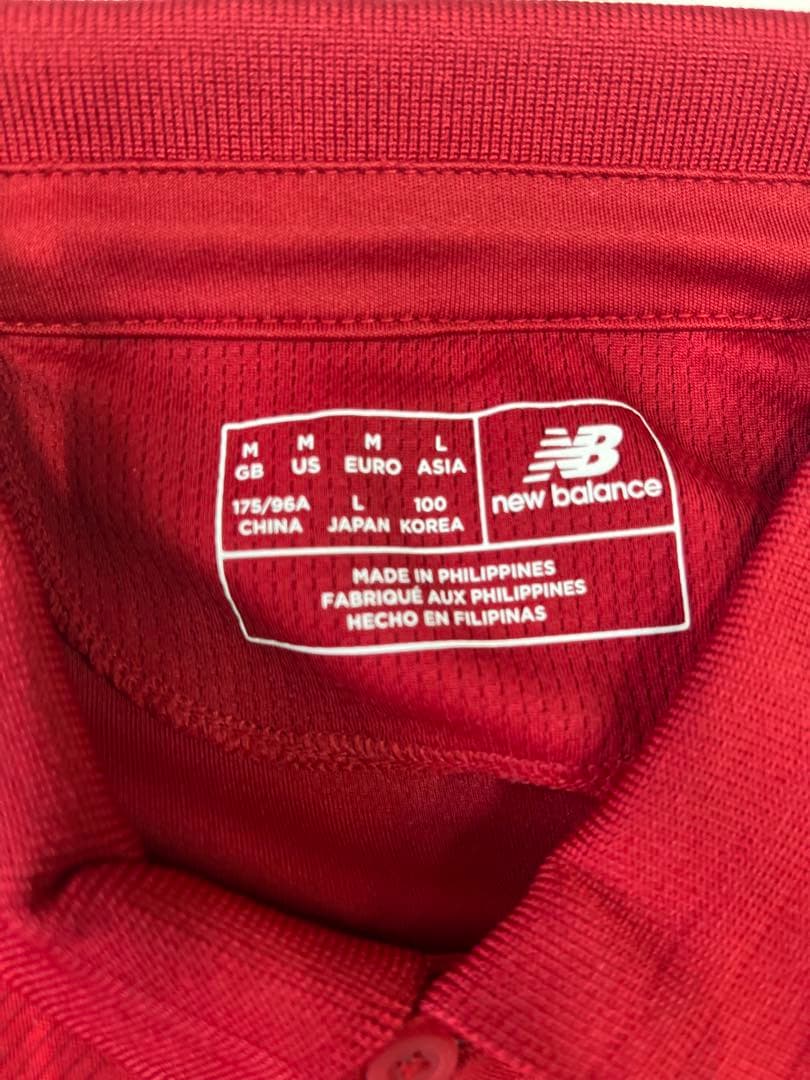 M M M L
GB US EURO ASIA
175/96A L 100
CHINA JAPAN KOREA
NB
new balance
MADE IN PHILIPPINES
FABRIQUÉ AUX PHILIPPINES
HECHO EN FILIPINAS